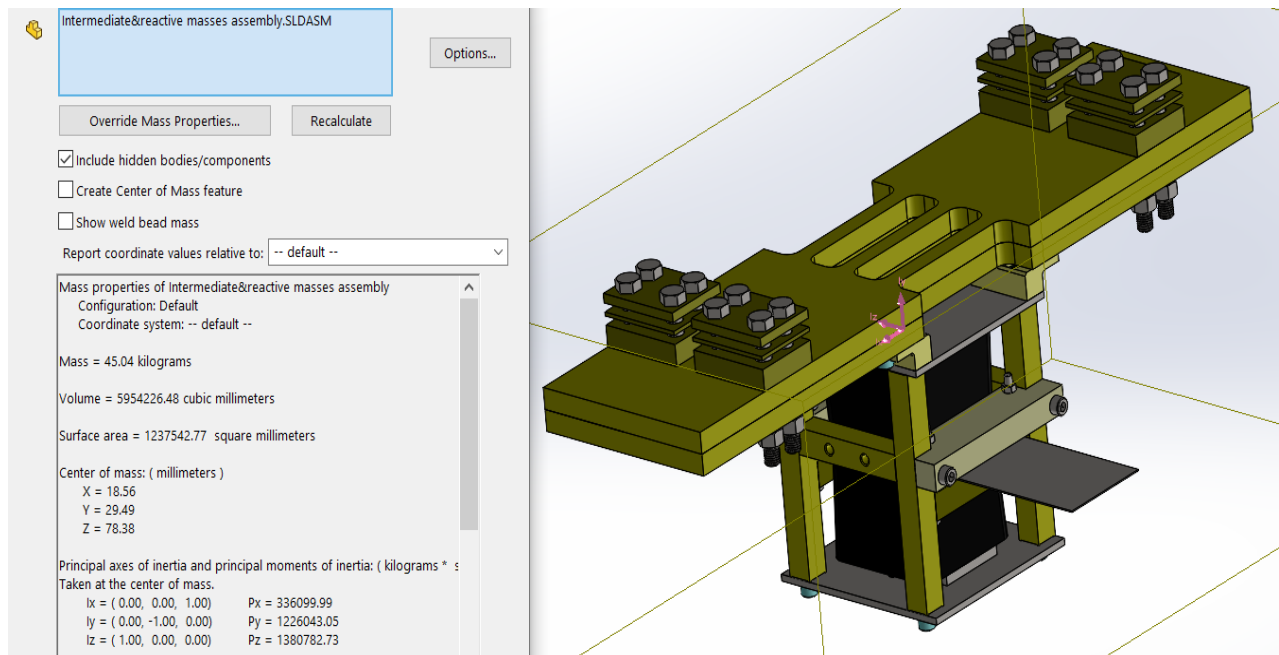 Intermediate&reactive masses assembly.SLDASM
Options...
Override Mass Properties...
Recalculate
Include hidden bodies/components
Create Center of Mass feature
Show weld bead mass
Report coordinate values relative to: -- default --
Mass properties of Intermediate&reactive masses assembly
Configuration: Default
Coordinate system: -- default --
Mass = 45.04 kilograms
Volume = 5954226.48 cubic millimeters
Surface area = 1237542.77 square millimeters
Center of mass: ( millimeters )
X = 18.56
Y = 29.49
Z = 78.38
Principal axes of inertia and principal moments of inertia: ( kilograms * s
Taken at the center of mass.
Ix = ( 0.00, 0.00, 1.00) Px = 336099.99
Iy = ( 0.00, -1.00, 0.00) Py = 1226043.05
Iz = ( 1.00, 0.00, 0.00) Pz = 1380782.73
Iz